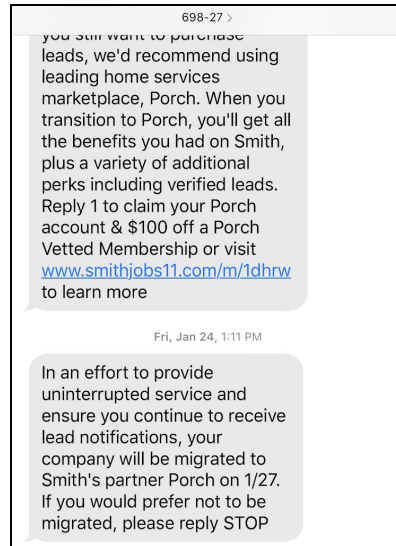 698-27 >
you still want to purchase
leads, we'd recommend using
leading home services
marketplace, Porch. When you
transition to Porch, you'll get all
the benefits you had on Smith,
plus a variety of additional
perks including verified leads.
Reply 1 to claim your Porch
account & $100 off a Porch
Vetted Membership or visit
www.smithjobs11.com/m/1dhrw
to learn more
Fri, Jan 24, 1:11 PM
In an effort to provide
uninterrupted service and
ensure you continue to receive
lead notifications, your
company will be migrated to
Smith's partner Porch on 1/27.
If you would prefer not to be
migrated, please reply STOP